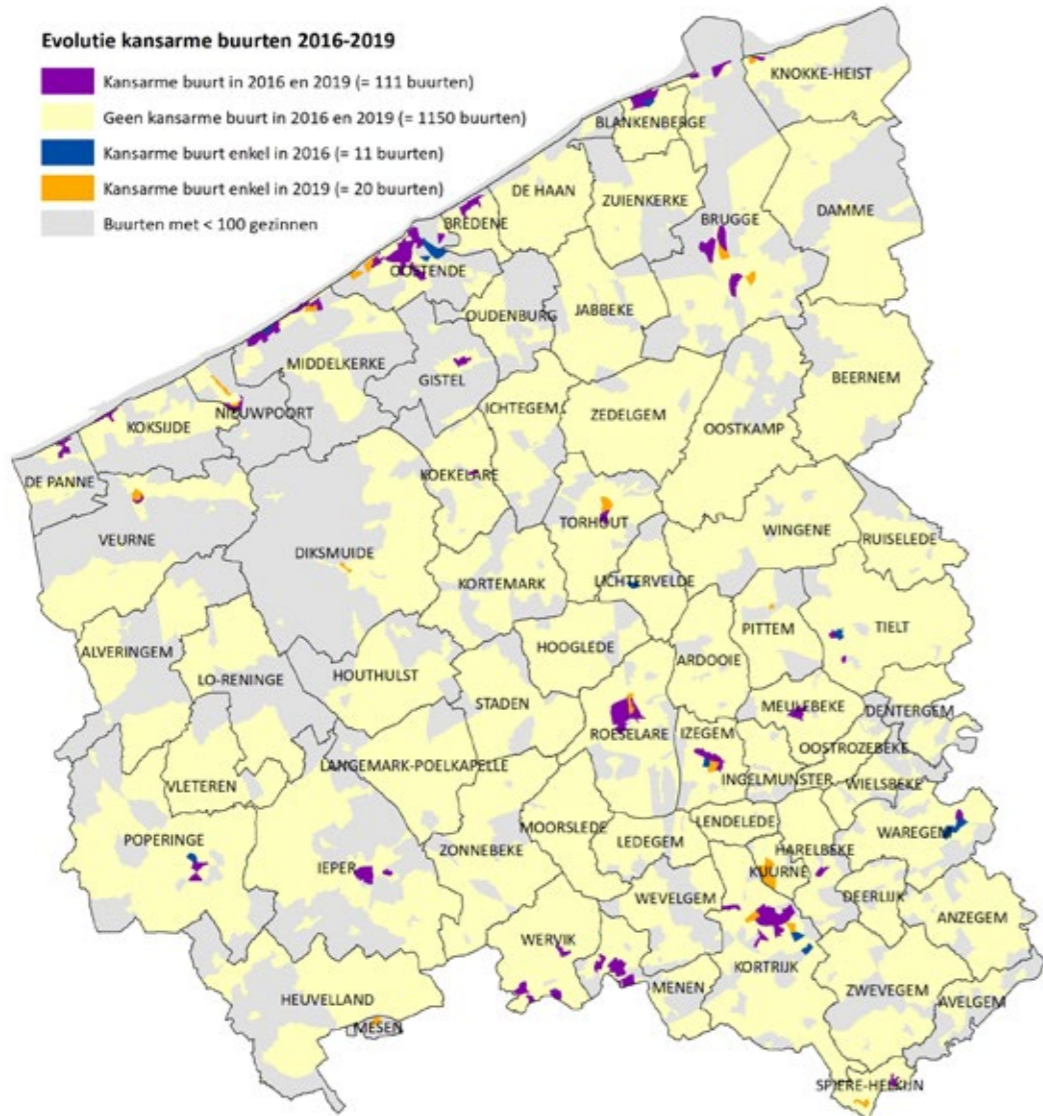 Evolutie kansarme buurten 2016-2019
Kansarme buurt in 2016 en 2019 (= 111 buurten)
Geen kansarme buurt in 2016 en 2019 (= 1150 buurten)
Kansarme buurt enkel in 2016 (= 11 buurten)
Kansarme buurt enkel in 2019 (= 20 buurten)
Buurten met < 100 gezinnen
KNOKKE-HEIST
BLANKENBERGE
DE HAAN
ZUIENKERKE
BRUGGE
DAMME
BREDENE
OOSTENDE
OUDENBURG
JABBEKE
MIDDELKERKE
GISTEL
BEERNEM
ICHTEGEM
ZEDELGEM
OOSTKAMP
NIEUWPOORT
KOKSIJDE
DE PANNE
KOEKELARE
VEURNE
TORHOUT
WINGENE
RUISELEDE
DIKSMUIDE
KORTEMARK
LICHTERVELDE
PITTEM
TIELT
ALVERINGEM
LO-RENINGE
HOUTHULST
HOOGLEDE
ARDOOIE
STADEN
MEULEBEKE
DENTERGEM
ROESELARE
IZEGEM
OOSTROZEBEKE
LANGEMARK-POELKAPELLE
INGELMUNSTER
WIELSBEKE
VLETEREN
MOORSLEDE
LENDELEDE
WAREGEM
POPERINGE
IEPER
ZONNEBEKE
LEDEGEM
HARELBEKE
KUURNE
WEVELGEM
DEERLIJK
ANZEGEM
WERVIK
KORTRIJK
MENEN
ZWEVEGEM
AVELGEM
HEUVELLAND
MESEN
SPIERE-HELKIJN